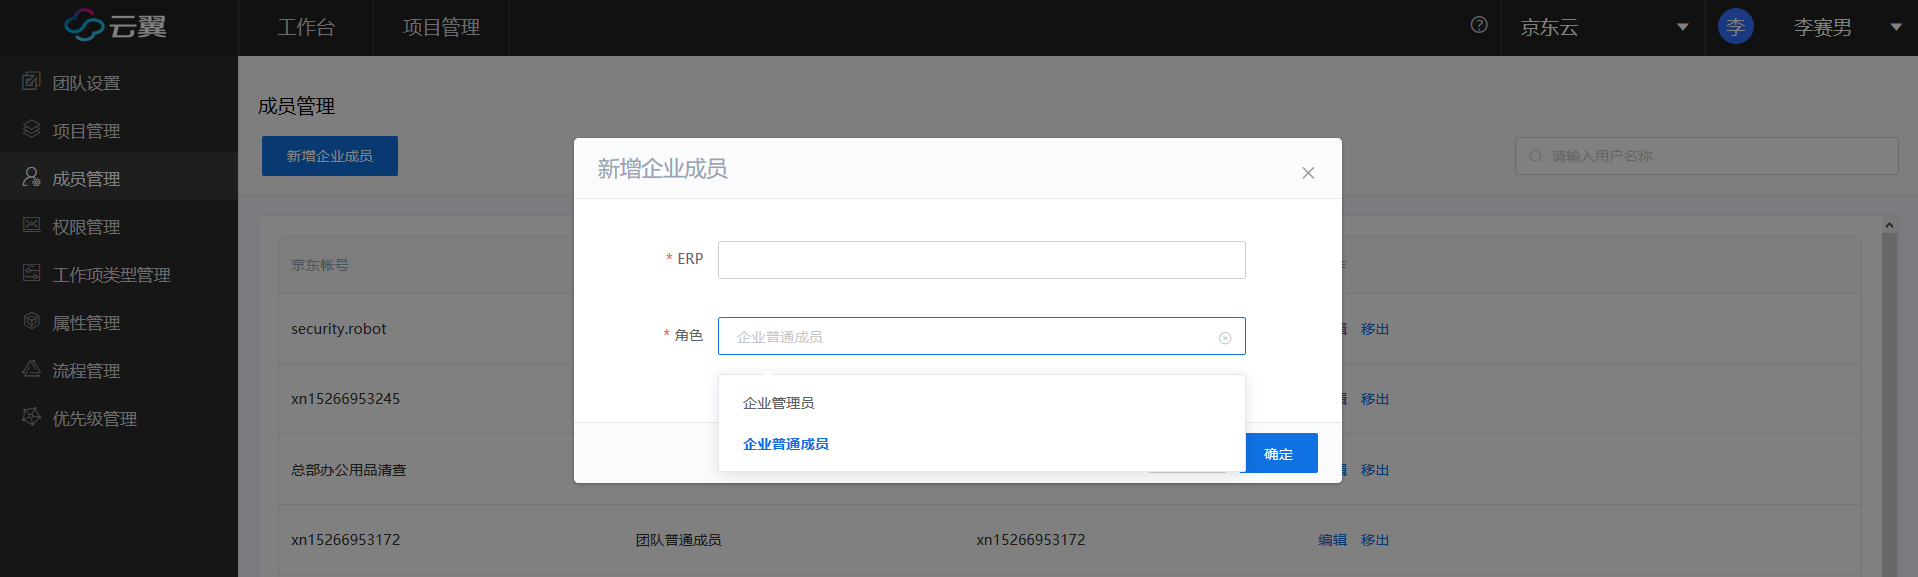 云翼
工作台
项目管理
京东云
李
李赛男
团队设置
项目管理
成员管理
权限管理
工作项类型管理
属性管理
流程管理
优先级管理
成员管理
新增企业成员
请输入用户名称
新增企业成员
* ERP
* 角色
企业普通成员
企业管理员
企业普通成员
确定
京东帐号
security.robot
移出
xn15266953245
移出
总部办公用品清查
移出
xn15266953172
团队普通成员
xn15266953172
编辑
移出